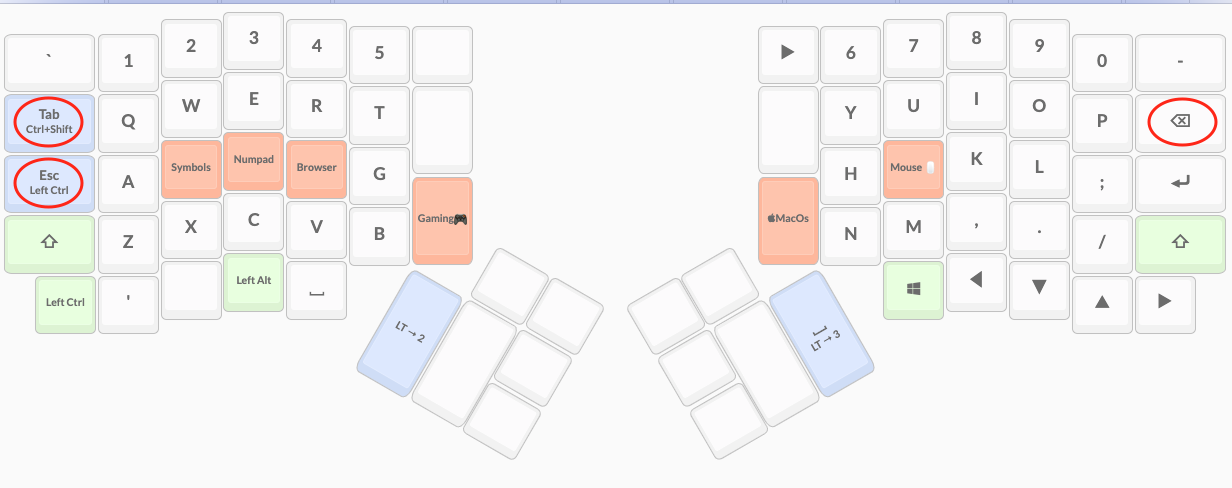 ` 1 2 3 4 5 ▶ 6 7 8 9 0 -
Tab
Ctrl+Shift
Q W E R T Y U I O P ⌫
Esc
Left Ctrl
A Symbols Numpad Browser G Gaming🎮 MacOs H Mouse K L ; ↵
⇧ Z X C V B N M , . / ⇧
Left Ctrl ' Left Alt ⎵ ◀ ▼ ▲ ▶
LT → 2
⎵
LT → 3